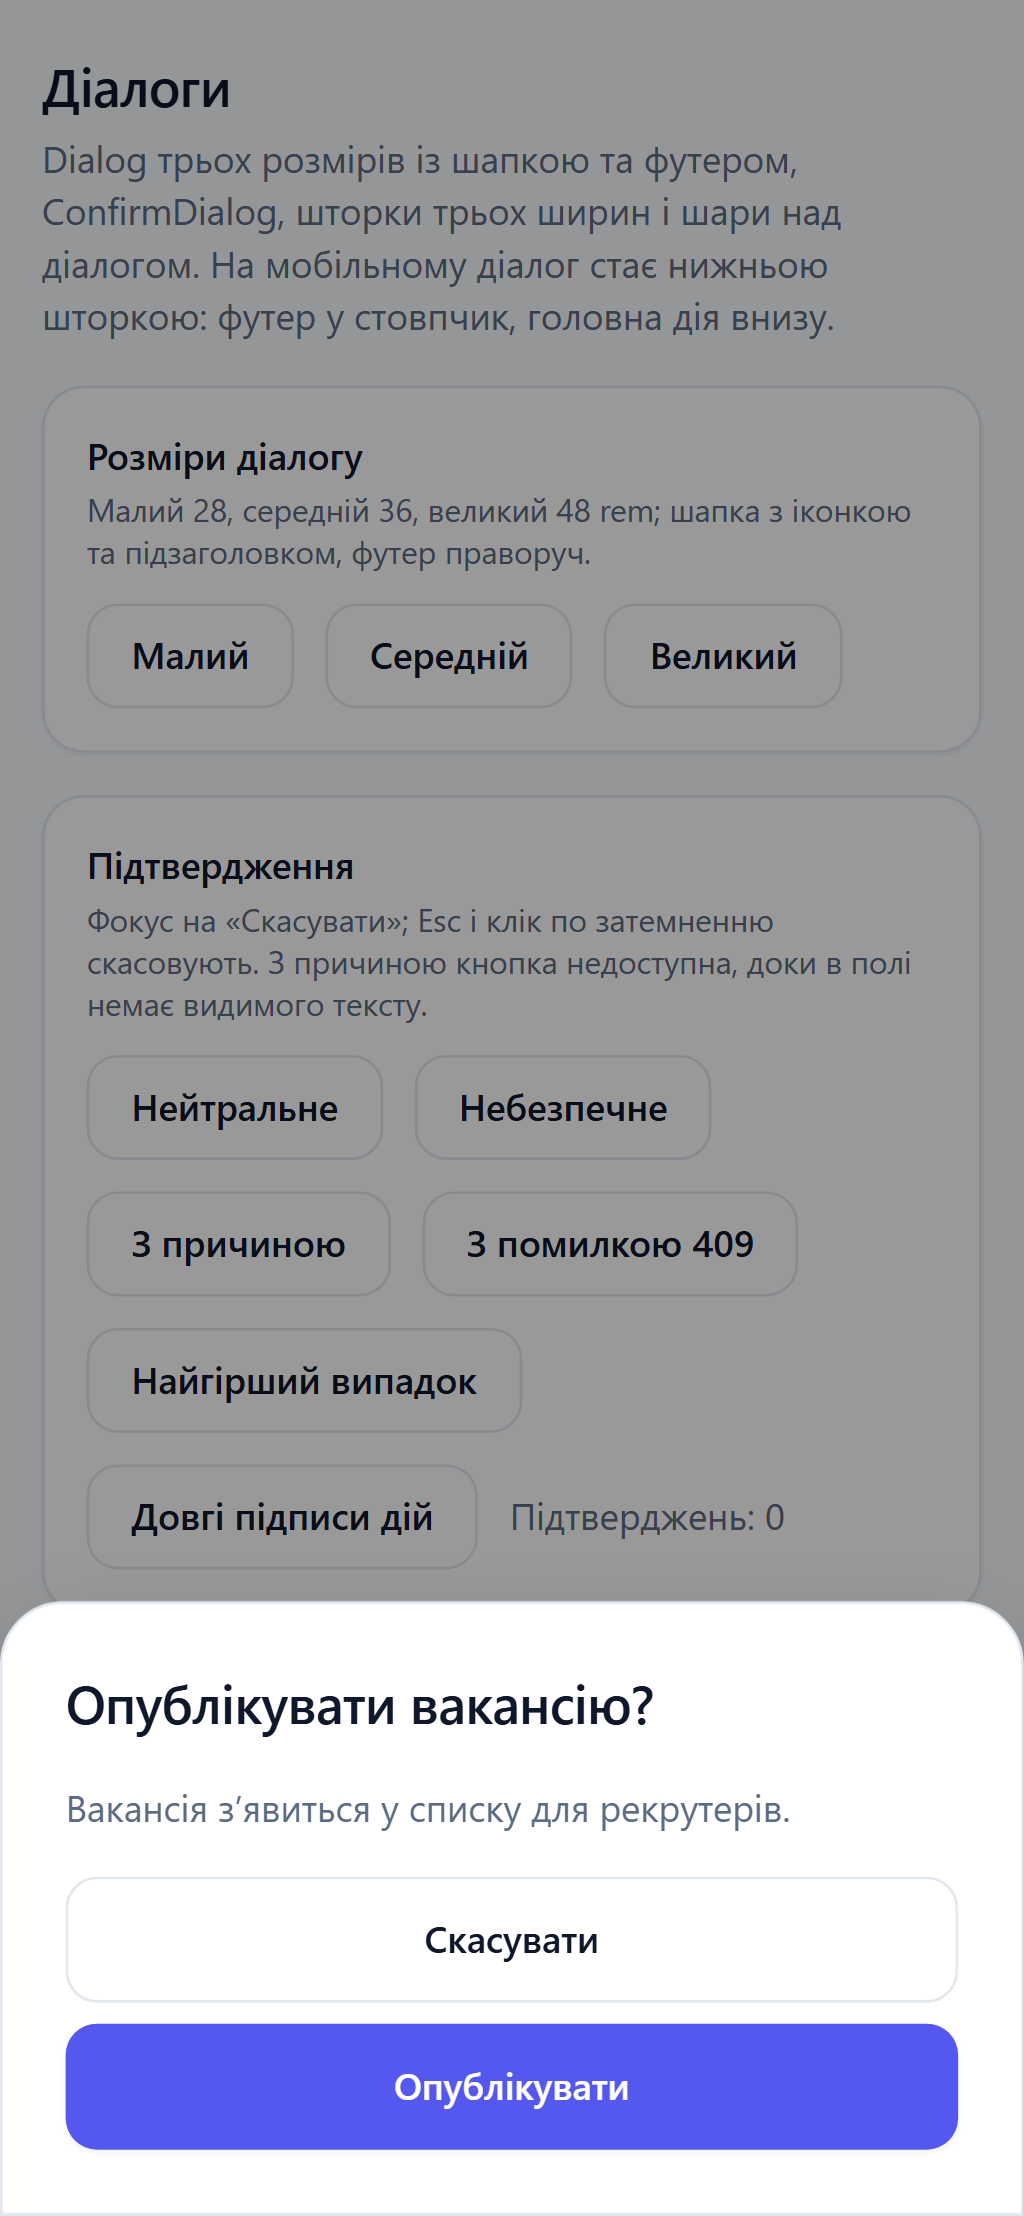 Діалоги
Dialog трьох розмірів із шапкою та футером,
ConfirmDialog, шторки трьох ширин і шари над
діалогом. На мобільному діалог стає нижньою
шторкою: футер у стовпчик, головна дія внизу.
Розміри діалогу
Малий 28, середній 36, великий 48 rem; шапка з іконкою
та підзаголовком, футер праворуч.
Малий
Середній
Великий
Підтвердження
Фокус на «Скасувати»; Esc і клік по затемненню
скасовують. З причиною кнопка недоступна, доки в полі
немає видимого тексту.
Нейтральне
Небезпечне
З причиною
З помилкою 409
Найгірший випадок
Довгі підписи дій
Підтверджень: 0
Опублікувати вакансію?
Вакансія з’явиться у списку для рекрутерів.
Скасувати
Опублікувати